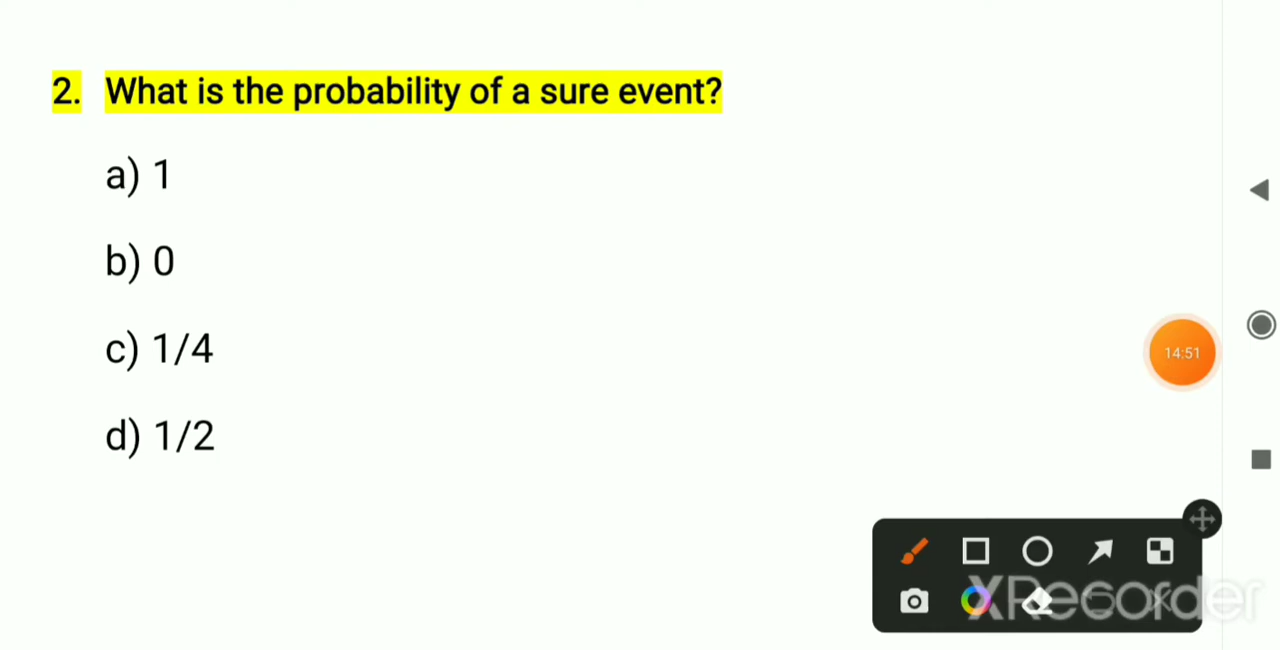 2. What is the probability of a sure event?
a) 1
b) 0
c) 1/4
14:51
d) 1/2
XRecorder